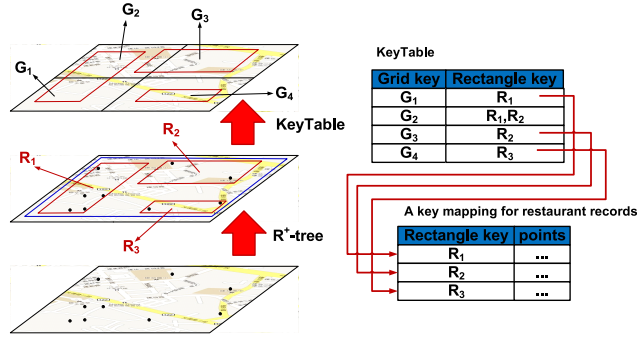 G2
G3
G1
G4
KeyTable
R2
R1
R3
R+-tree
KeyTable
Grid key Rectangle key
G1 R1
G2 R1,R2
G3 R2
G4 R3
A key mapping for restaurant records
Rectangle key points
R1 ...
R2 ...
R3 ...